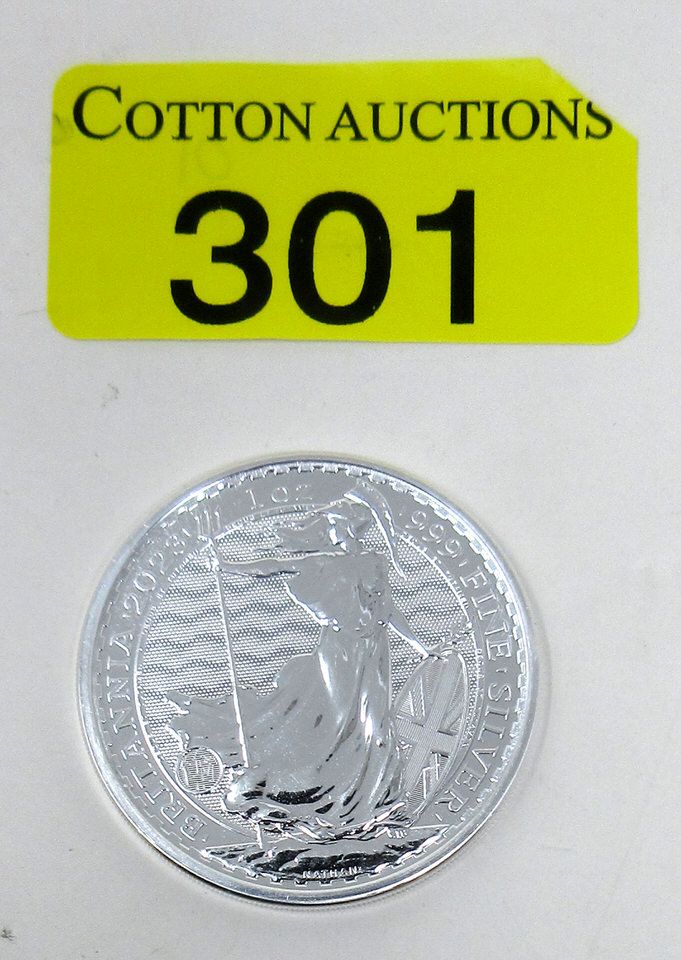 COTTON AUCTIONS
301
BRITANNIA · 2023 · 1 OZ · 999 · FINE · SILVER ·
NATHAN